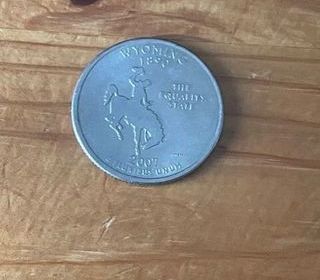 WYOMING
1890
THE
EQUALITY
STATE
2007
E PLURIBUS UNUM